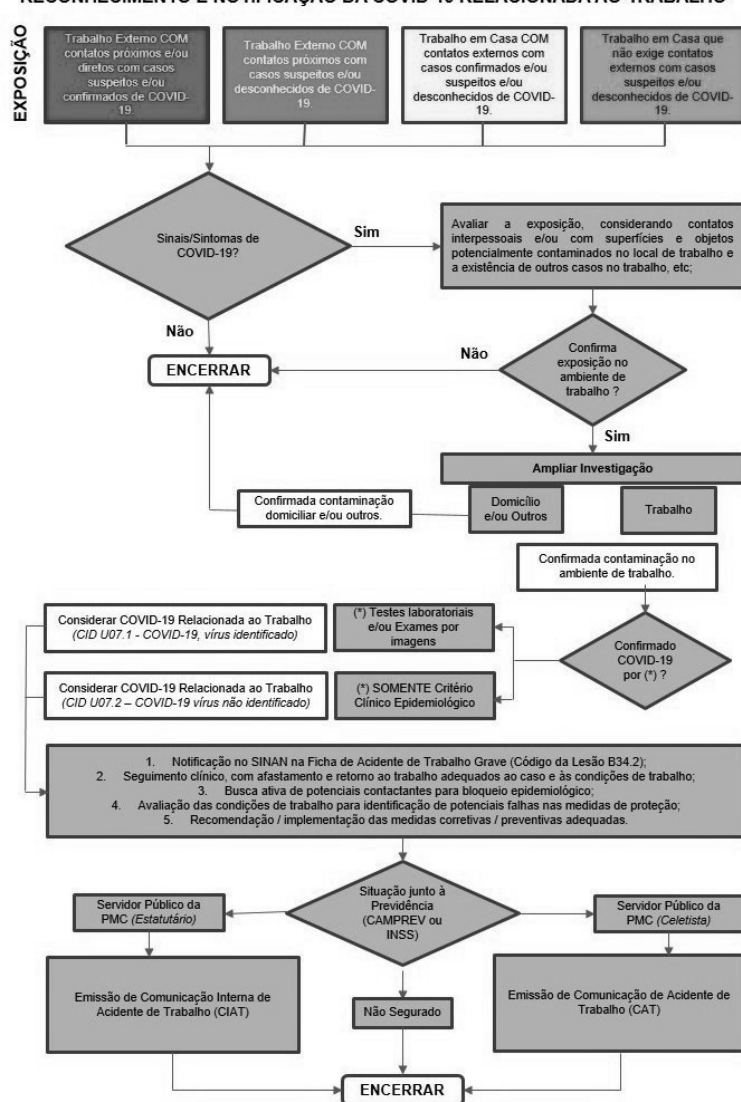 RECONHECIMENTO E NOTIFICAÇÃO DA COVID-19 RELACIONADA AO TRABALHO
EXPOSIÇÃO
Trabalho Externo COM
contatos próximos e/ou
diretos com casos
suspeitos e/ou
confirmados de COVID-
19.
Trabalho Externo COM
contatos próximos com
casos suspeitos e/ou
desconhecidos de COVID-
19.
Trabalho em Casa COM
contatos externos com
casos confirmados e/ou
suspeitos e/ou
desconhecidos de COVID-
19.
Trabalho em Casa que
não exige contatos
externos com casos
suspeitos e/ou
desconhecidos de COVID-
19.
Sinais/Sintomas de
COVID-19?
Sim
Avaliar a exposição, considerando contatos
interpessoais e/ou com superfícies e objetos
potencialmente contaminados no local de trabalho e
a existência de outros casos no trabalho, etc;
Não
ENCERRAR
Não
Confirma
exposição no
ambiente de
trabalho ?
Sim
Ampliar Investigação
Confirmada contaminação
domiciliar e/ou outros.
Domicílio
e/ou Outros
Trabalho
Confirmada contaminação no
ambiente de trabalho.
Considerar COVID-19 Relacionada ao Trabalho
(CID U07.1 - COVID-19, vírus identificado)
(*) Testes laboratoriais
e/ou Exames por
imagens
Confirmado
COVID-19
por (*) ?
Considerar COVID-19 Relacionada ao Trabalho
(CID U07.2 – COVID-19 vírus não identificado)
(*) SOMENTE Critério
Clínico Epidemiológico
1. Notificação no SINAN na Ficha de Acidente de Trabalho Grave (Código da Lesão B34.2);
2. Seguimento clínico, com afastamento e retorno ao trabalho adequados ao caso e às condições de trabalho;
3. Busca ativa de potenciais contactantes para bloqueio epidemiológico;
4. Avaliação das condições de trabalho para identificação de potenciais falhas nas medidas de proteção;
5. Recomendação / implementação das medidas corretivas / preventivas adequadas.
Situação junto à
Previdência
(CAMPREV ou
INSS)
Servidor Público da
PMC (Estatutário)
Servidor Público da
PMC (Celetista)
Emissão de Comunicação Interna de
Acidente de Trabalho (CIAT)
Não Segurado
Emissão de Comunicação de Acidente de
Trabalho (CAT)
ENCERRAR